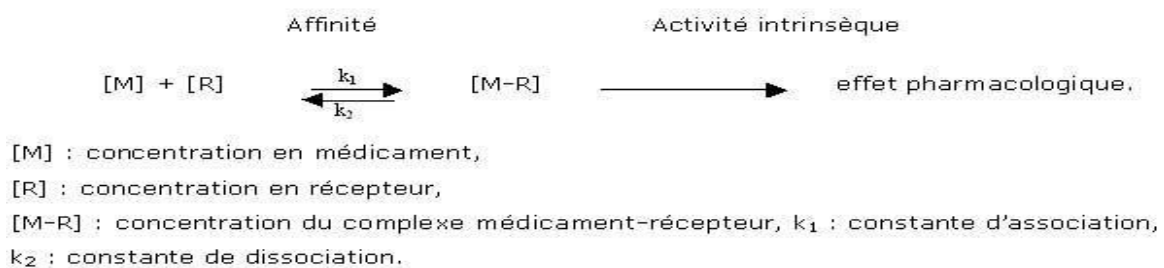 Affinité Activité intrinsèque
k₁
[M] + [R] [M-R] effet pharmacologique.
k₂
[M] : concentration en médicament,
[R] : concentration en récepteur,
[M-R] : concentration du complexe médicament-récepteur, k₁ : constante d’association,
k₂ : constante de dissociation.